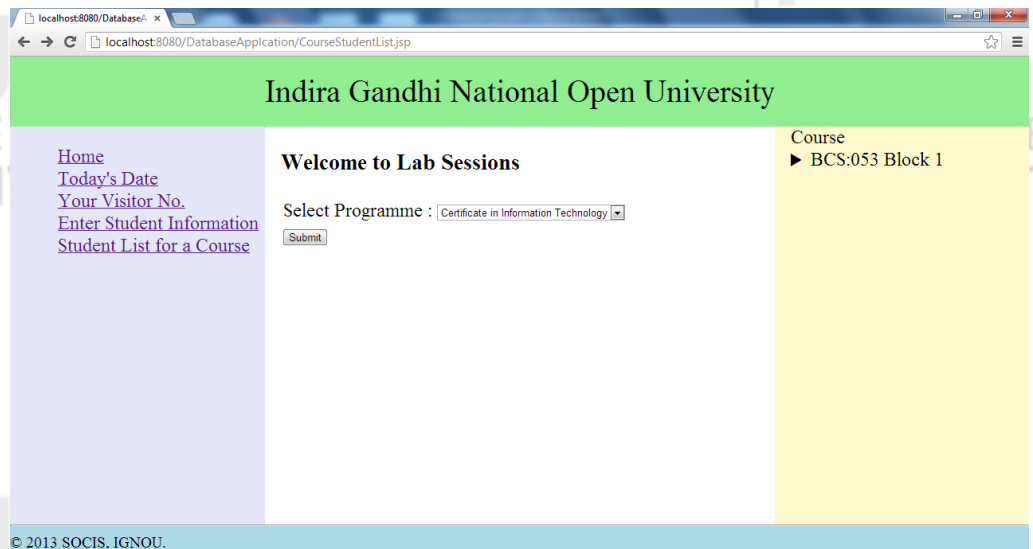 localhost:8080/DatabaseA
localhost:8080/DatabaseApplcation/CourseStudentList.jsp
Indira Gandhi National Open University
Home
Today's Date
Your Visitor No.
Enter Student Information
Student List for a Course
Welcome to Lab Sessions
Select Programme : Certificate in Information Technology
Submit
Course
BCS:053 Block 1
© 2013 SOCIS, IGNOU.